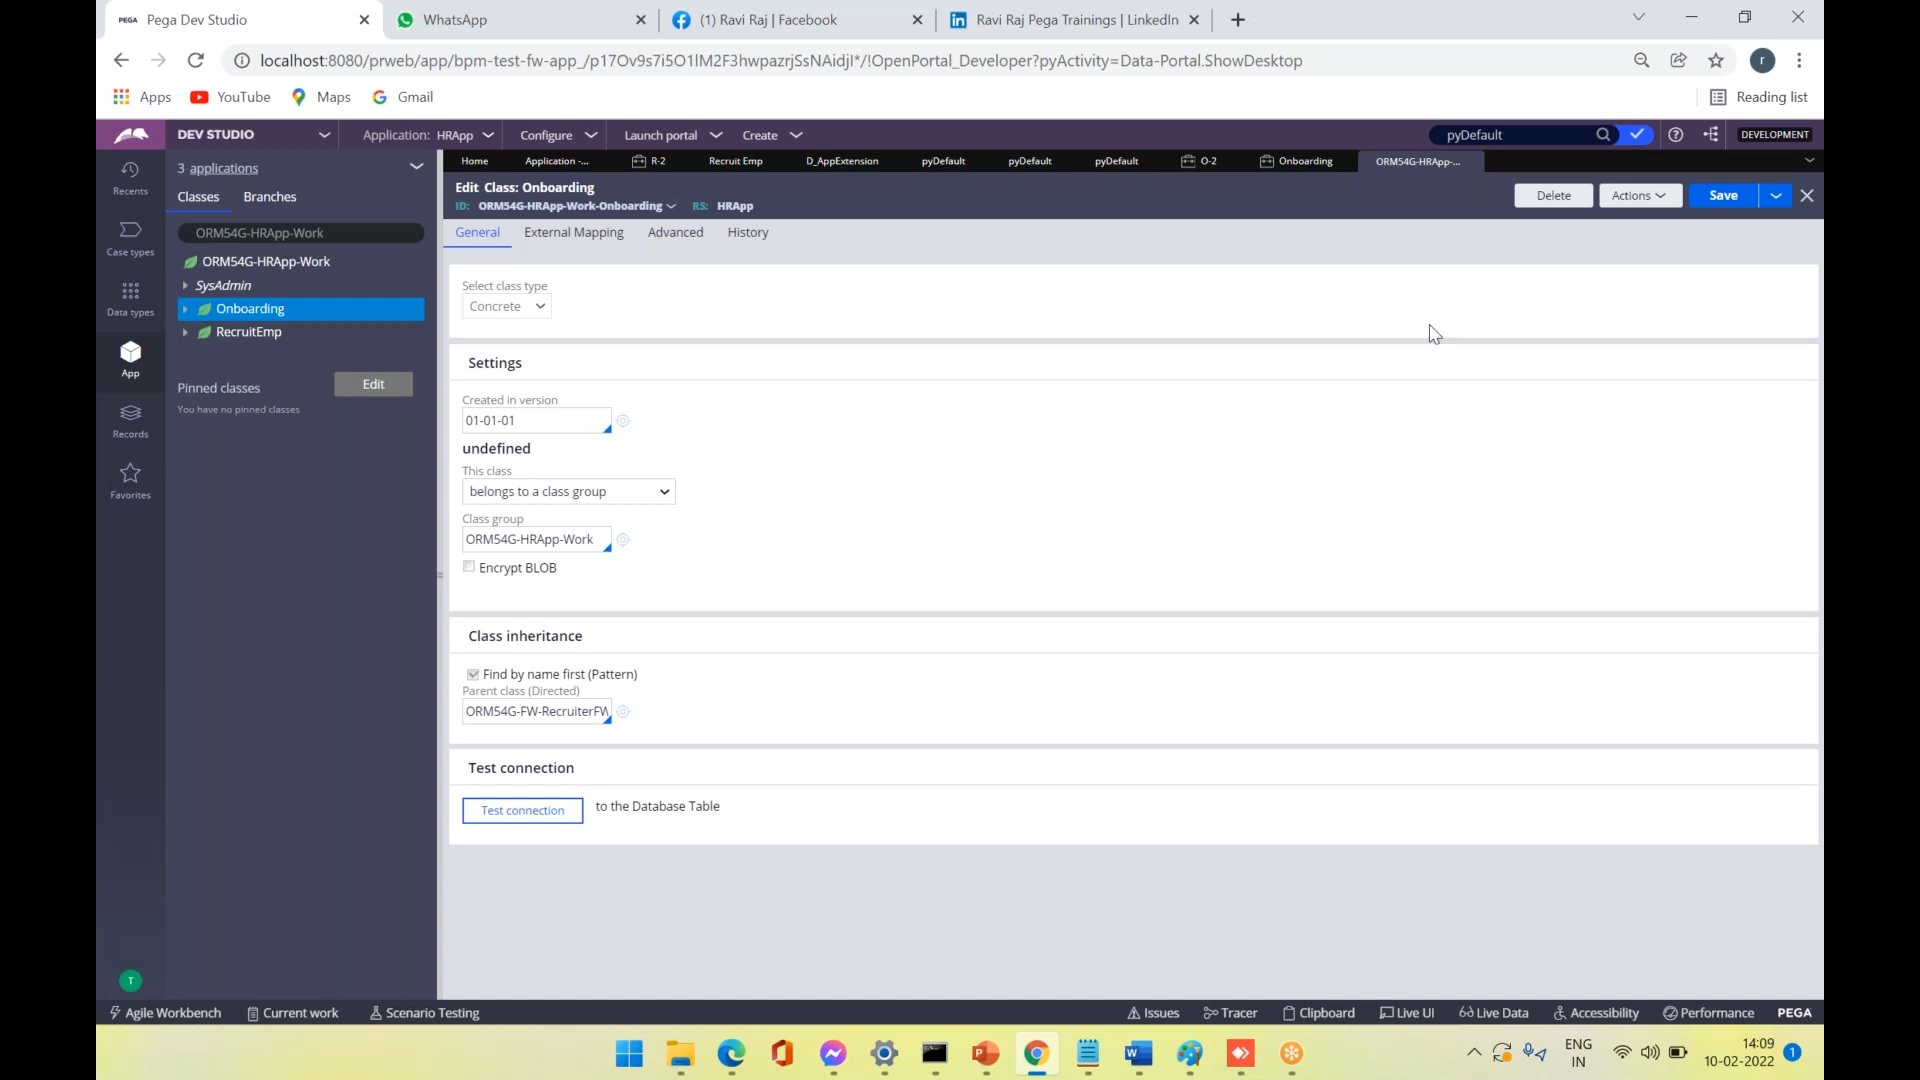 PEGA Pega Dev Studio
WhatsApp
(1) Ravi Raj | Facebook
Ravi Raj Pega Trainings | LinkedIn
localhost:8080/prweb/app/bpm-test-fw-app_/p17Ov9s7i5O1lM2F3hwpazrjSsNAidjI*/!OpenPortal_Developer?pyActivity=Data-Portal.ShowDesktop
r
Apps YouTube Maps Gmail
Reading list
DEV STUDIO
Application: HRApp
Configure
Launch portal
Create
pyDefault
DEVELOPMENT
Recents
Case types
Data types
App
Records
Favorites
T
3 applications
Classes Branches
ORM54G-HRApp-Work
ORM54G-HRApp-Work
SysAdmin
Onboarding
RecruitEmp
Pinned classes Edit
You have no pinned classes
Home Application -... R-2 Recruit Emp D_AppExtension pyDefault pyDefault pyDefault O-2 Onboarding ORM54G-HRApp-...
Edit Class: Onboarding
ID: ORM54G-HRApp-Work-Onboarding RS: HRApp
Delete Actions Save
General External Mapping Advanced History
Select class type
Concrete
Settings
Created in version
01-01-01
undefined
This class
belongs to a class group
Class group
ORM54G-HRApp-Work
Encrypt BLOB
Class inheritance
Find by name first (Pattern)
Parent class (Directed)
ORM54G-FW-RecruiterFW
Test connection
Test connection to the Database Table
Agile Workbench Current work Scenario Testing Issues Tracer Clipboard Live UI Live Data Accessibility Performance PEGA
ENG
IN
14:09
10-02-2022
1